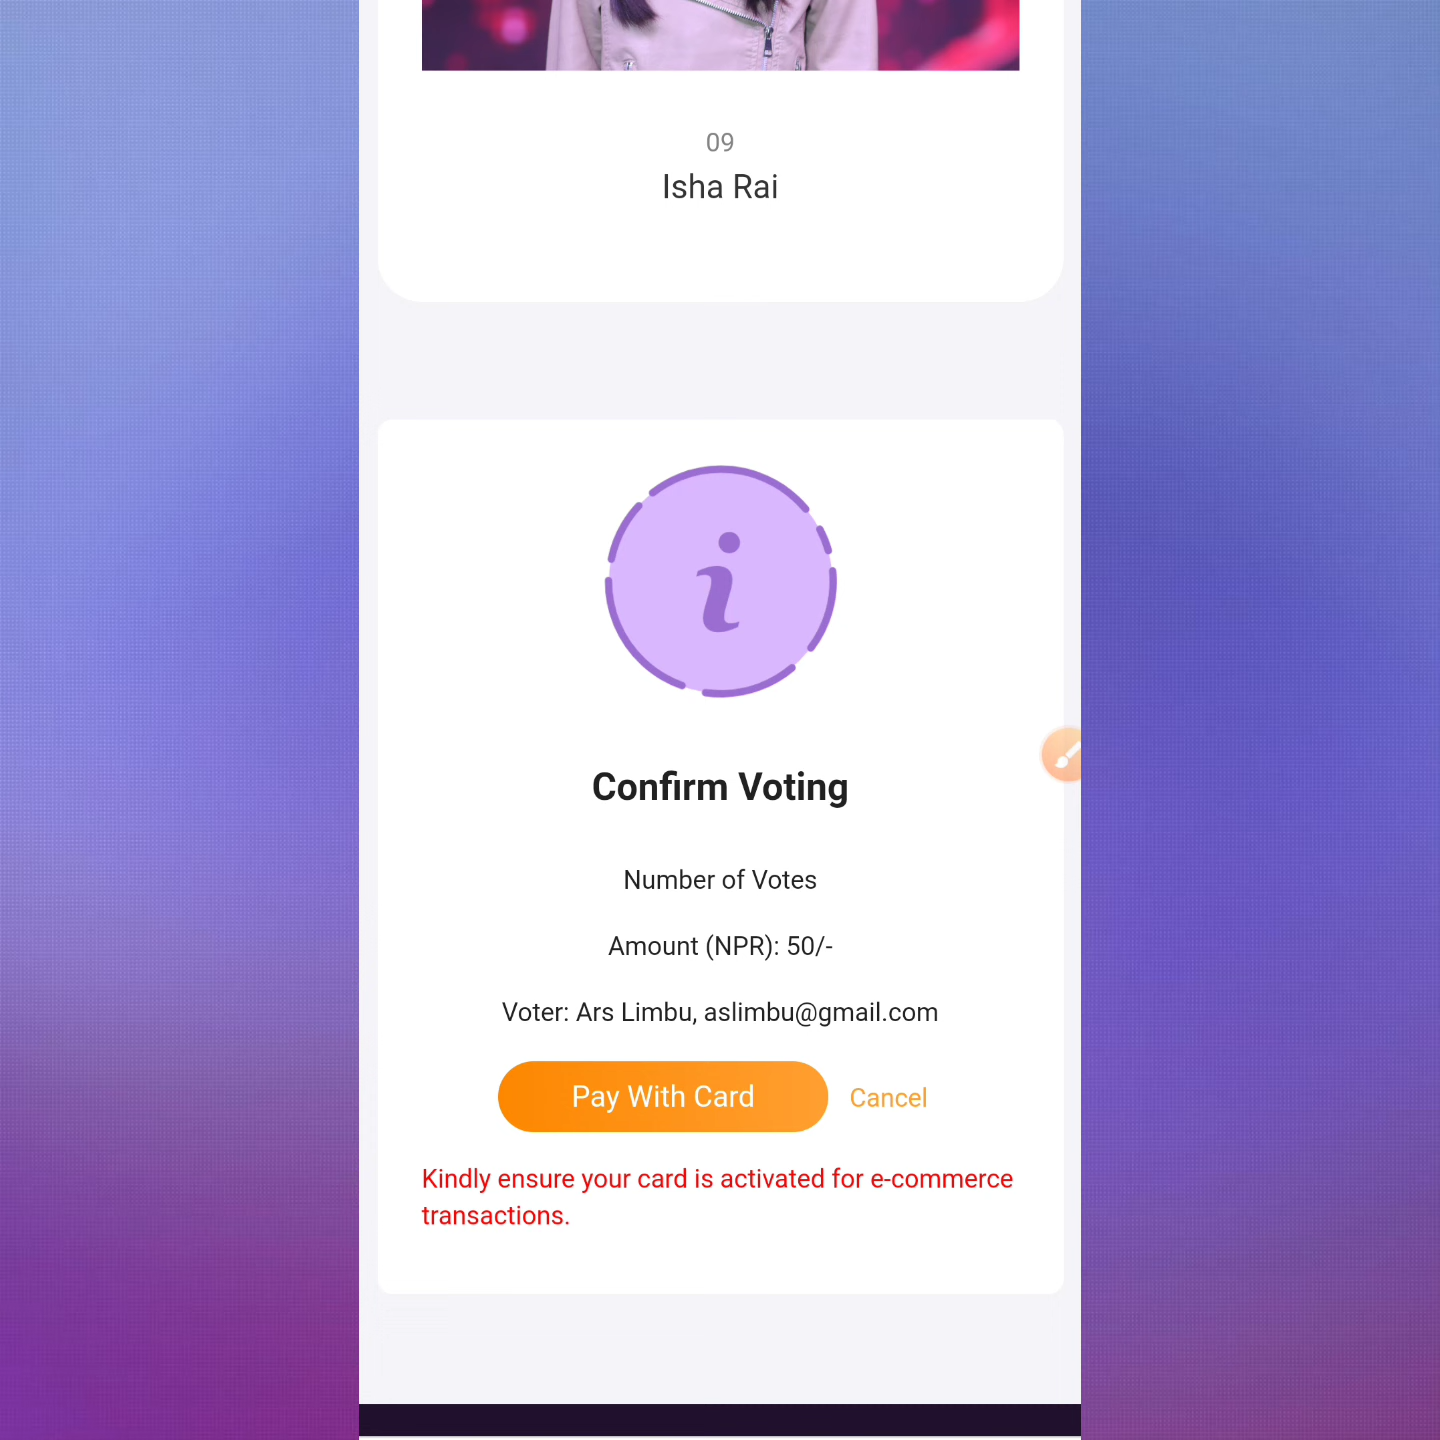 09
Isha Rai
i
Confirm Voting
Number of Votes
Amount (NPR): 50/-
Voter: Ars Limbu, aslimbu@gmail.com
Pay With Card
Cancel
Kindly ensure your card is activated for e-commerce
transactions.